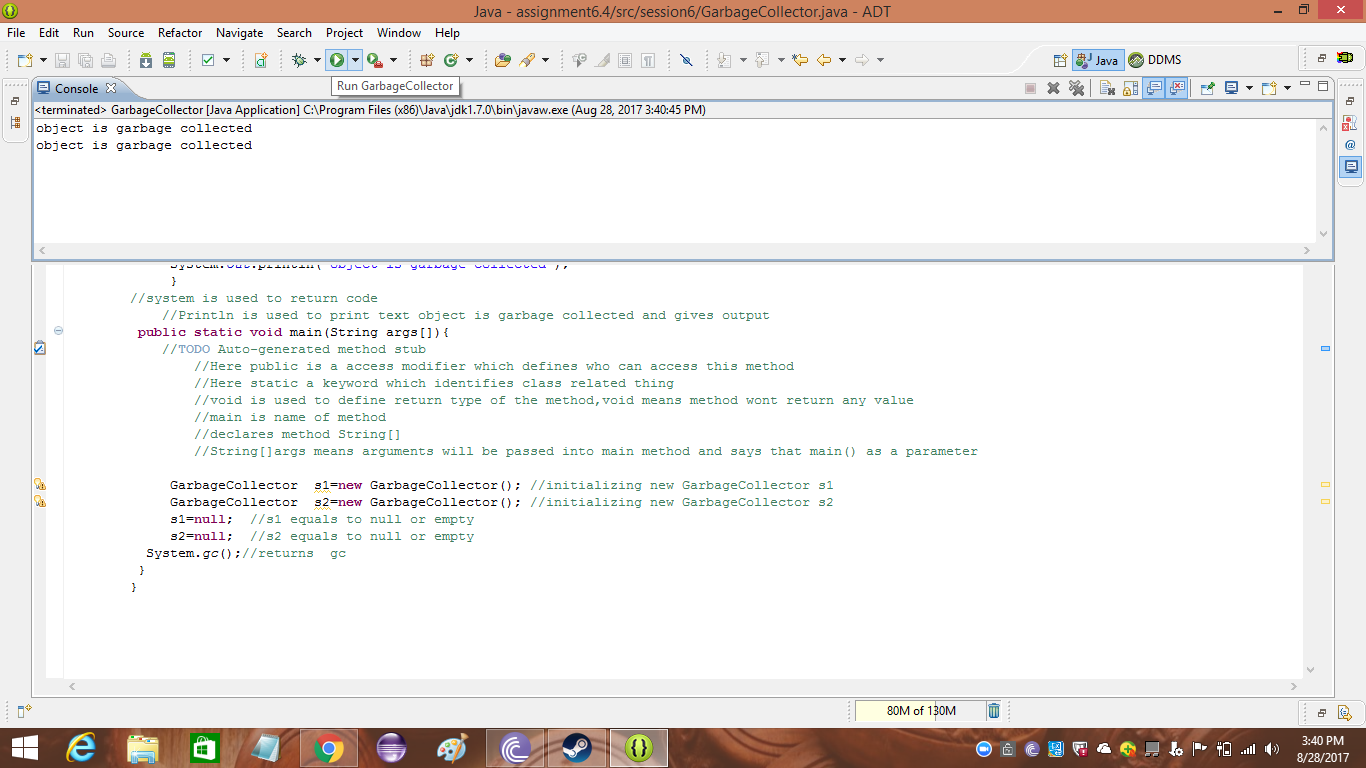 Java - assignment6.4/src/session6/GarbageCollector.java - ADT
File Edit Run Source Refactor Navigate Search Project Window Help
Java DDMS
Console
Run GarbageCollector
<terminated> GarbageCollector [Java Application] C:\Program Files (x86)\Java\jdk1.7.0\bin\javaw.exe (Aug 28, 2017 3:40:45 PM)
object is garbage collected
object is garbage collected
System.out.println("object is garbage collected");
}
//system is used to return code
//Println is used to print text object is garbage collected and gives output
public static void main(String args[]){
//TODO Auto-generated method stub
//Here public is a access modifier which defines who can access this method
//Here static a keyword which identifies class related thing
//void is used to define return type of the method,void means method wont return any value
//main is name of method
//declares method String[]
//String[]args means arguments will be passed into main method and says that main() as a parameter
GarbageCollector  s1=new GarbageCollector(); //initializing new GarbageCollector s1
GarbageCollector  s2=new GarbageCollector(); //initializing new GarbageCollector s2
s1=null;  //s1 equals to null or empty
s2=null;  //s2 equals to null or empty
System.gc();//returns  gc
}
}
80M of 130M
3:40 PM
8/28/2017